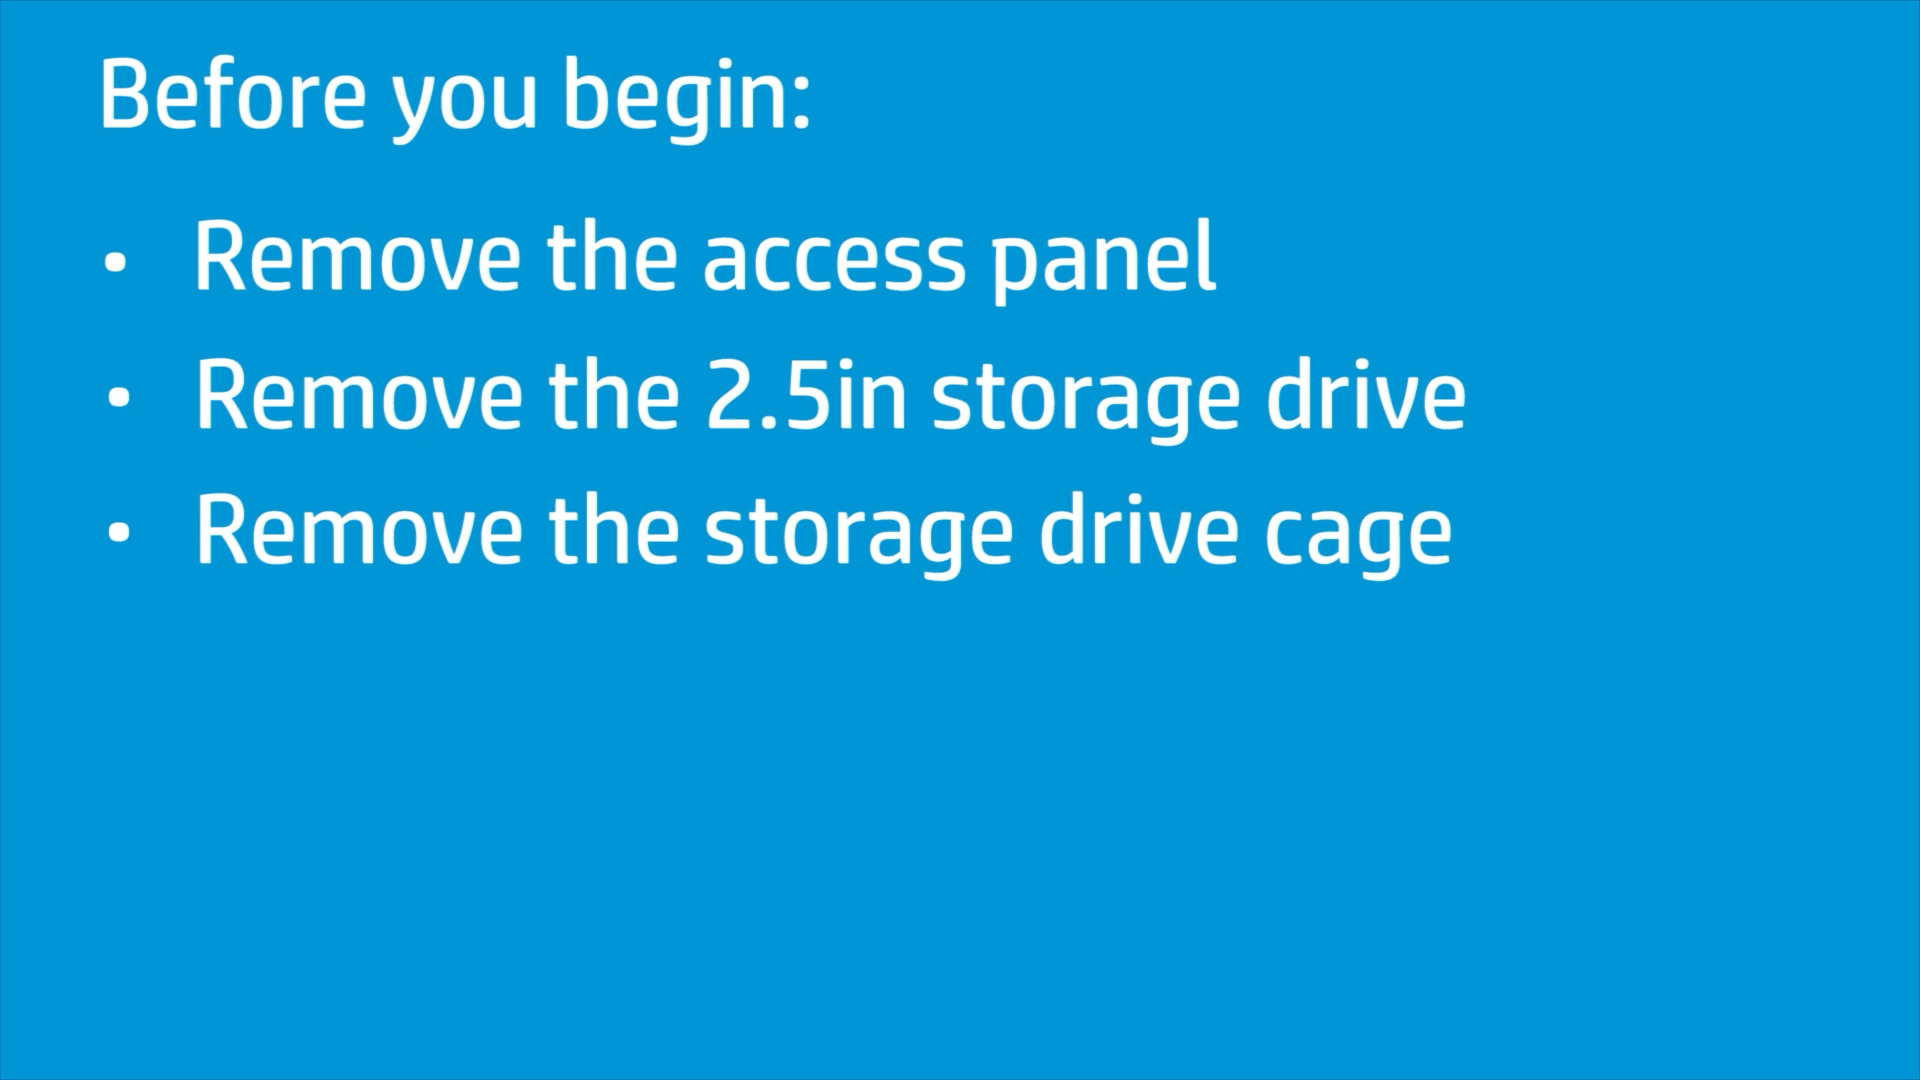 Before you begin:
• Remove the access panel
• Remove the 2.5in storage drive
• Remove the storage drive cage